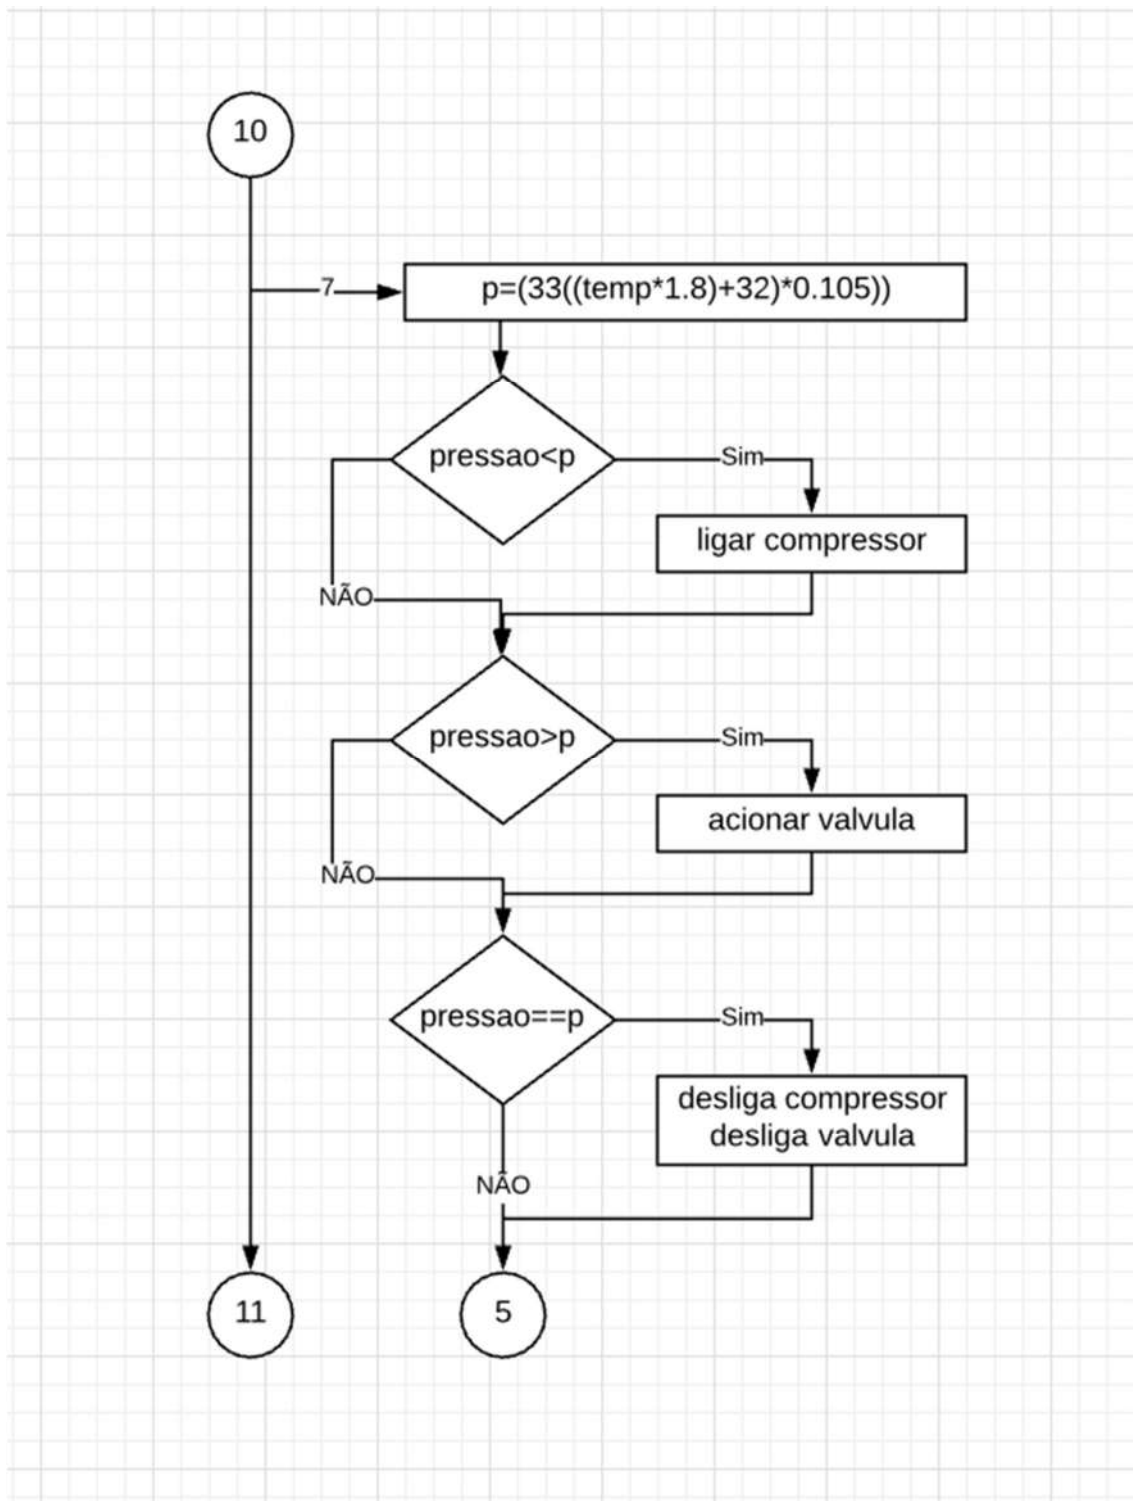 10
7
p=(33((temp*1.8)+32)*0.105))
pressao<p
Sim
ligar compressor
NÃO
pressao>p
Sim
acionar valvula
NÃO
pressao==p
Sim
desliga compressor
desliga valvula
NÃO
11
5